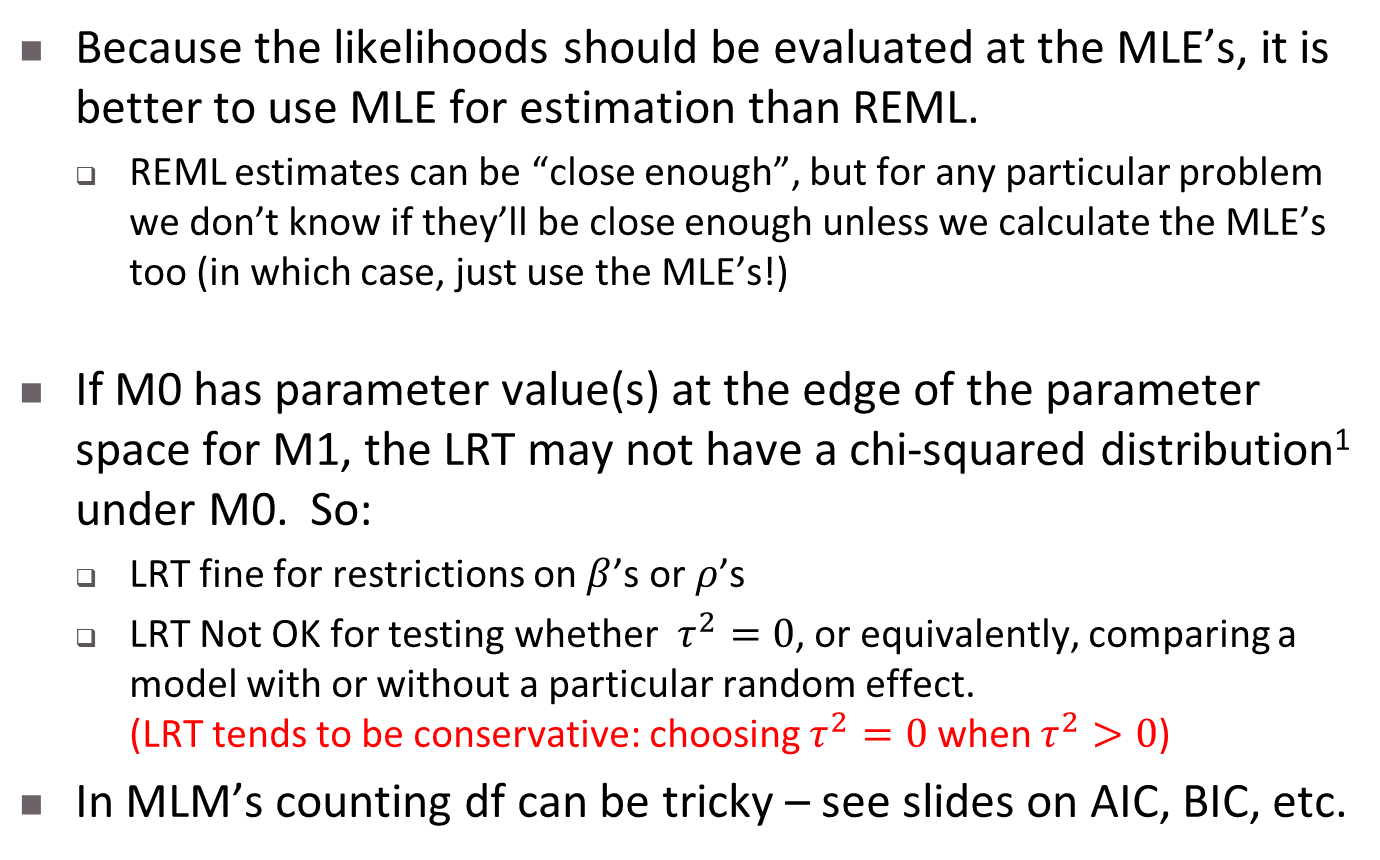 Because the likelihoods should be evaluated at the MLE’s, it is
better to use MLE for estimation than REML.
REML estimates can be “close enough”, but for any particular problem
we don’t know if they’ll be close enough unless we calculate the MLE’s
too (in which case, just use the MLE’s!)
If M0 has parameter value(s) at the edge of the parameter
space for M1, the LRT may not have a chi-squared distribution¹
under M0.  So:
LRT fine for restrictions on 𝛽’s or 𝜌’s
LRT Not OK for testing whether 𝜏² = 0, or equivalently, comparing a
model with or without a particular random effect.
(LRT tends to be conservative: choosing 𝜏² = 0 when 𝜏² > 0)
In MLM’s counting df can be tricky – see slides on AIC, BIC, etc.